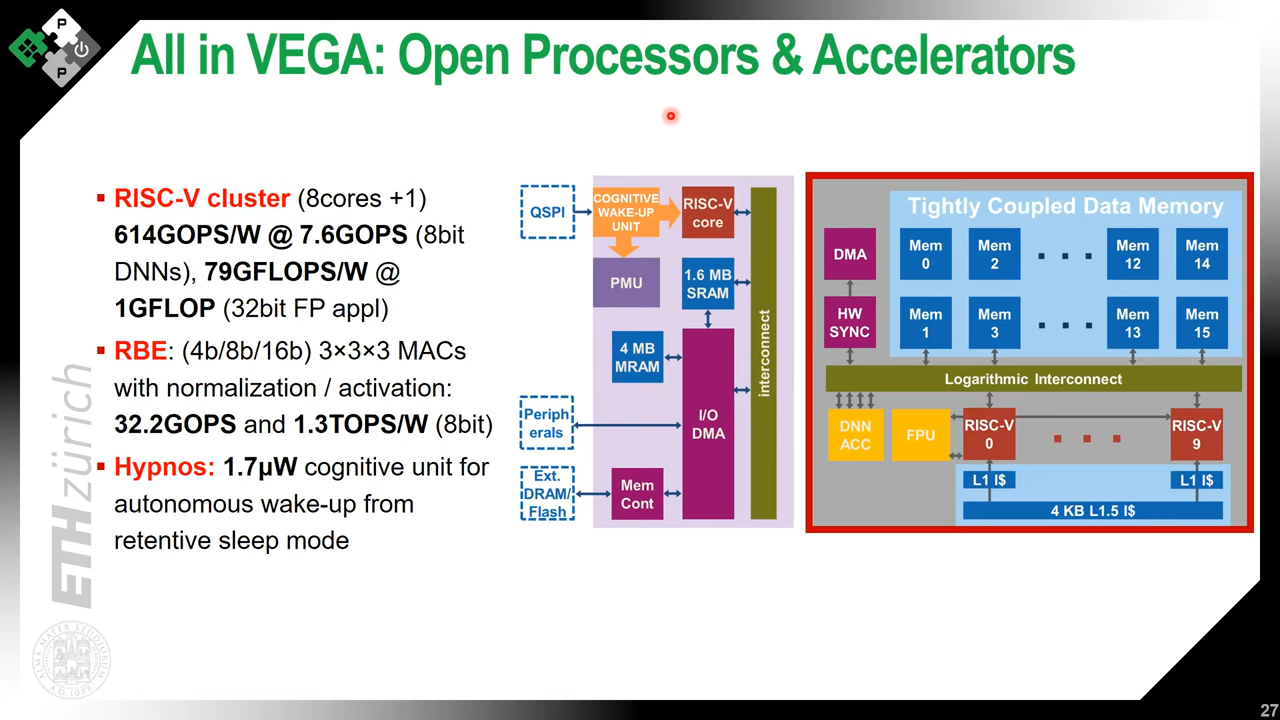 P
P
All in VEGA: Open Processors & Accelerators
▪ RISC-V cluster (8cores +1)
614GOPS/W @ 7.6GOPS (8bit
DNNs), 79GFLOPS/W @
1GFLOP (32bit FP appl)
▪ RBE: (4b/8b/16b) 3×3×3 MACs
with normalization / activation:
32.2GOPS and 1.3TOPS/W (8bit)
▪ Hypnos: 1.7μW cognitive unit for
autonomous wake-up from
retentive sleep mode
QSPI
COGNITIVE
WAKE-UP
UNIT
RISC-V
core
PMU
1.6 MB
SRAM
4 MB
MRAM
interconnect
Periph
erals
I/O
DMA
Ext.
DRAM/
Flash
Mem
Cont
Tightly Coupled Data Memory
DMA
Mem
0
Mem
2
Mem
12
Mem
14
HW
SYNC
Mem
1
Mem
3
Mem
13
Mem
15
Logarithmic Interconnect
DNN
ACC
FPU
RISC-V
0
RISC-V
9
L1 I$
L1 I$
4 KB L1.5 I$
ETH zürich
ALMA MATER STUDIORUM
A.D. 1088
27